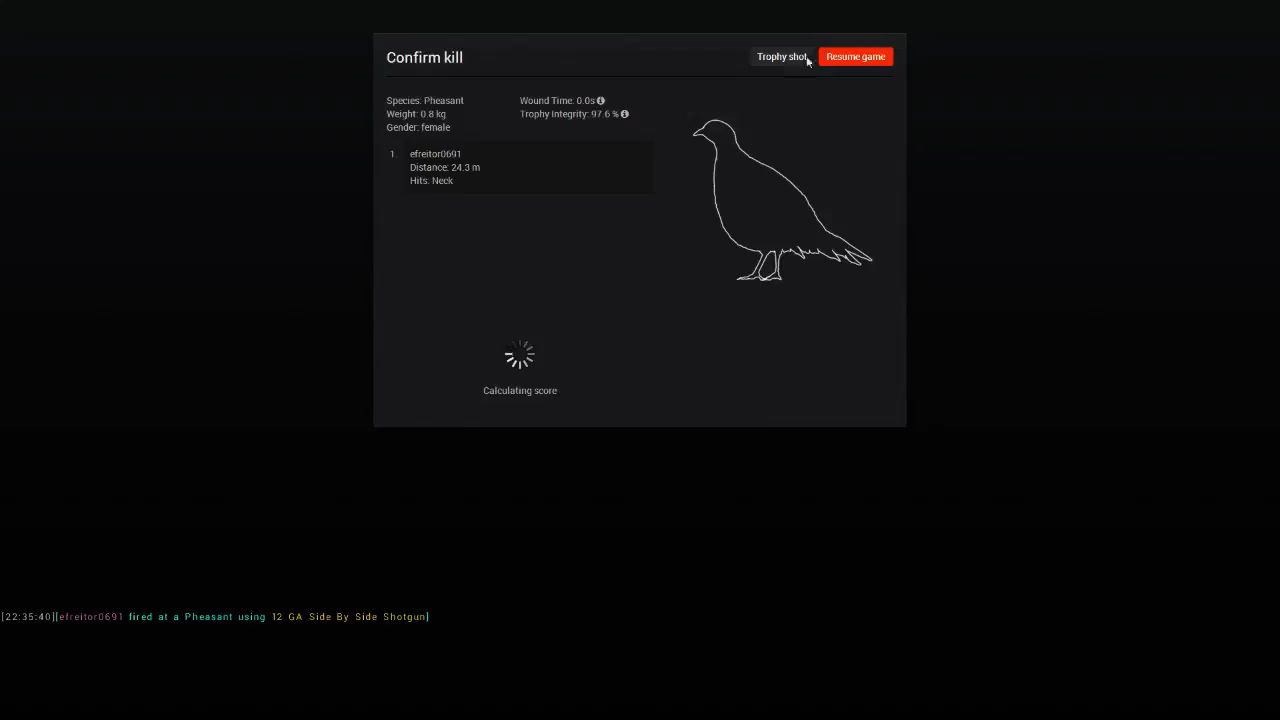 Confirm kill
Trophy shot
Resume game
Species: Pheasant
Wound Time: 0.0s
Weight: 0.8 kg
Trophy Integrity: 97.6 %
Gender: female
1. efreitor0691
Distance: 24.3 m
Hits: Neck
Calculating score
[22:35:40][efreitor0691 fired at a Pheasant using 12 GA Side By Side Shotgun]